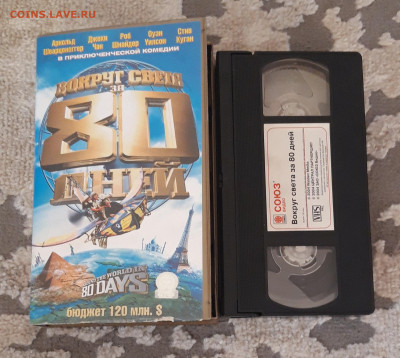 COINS.LAVE.RU
Арнольд Шварценеггер
Джеки Чан
Роб Шнайдер
Оуэн Уилсон
Стив Куган
В ПРИКЛЮЧЕНЧЕСКОЙ КОМЕДИИ
ВОКРУГ СВЕТА
ЗА
80
ДНЕЙ
AROUND THE WORLD IN
80 DAYS
бюджет 120 млн. $
СОЮЗ
ВИДЕО
Вокруг света за 80 дней
VHS